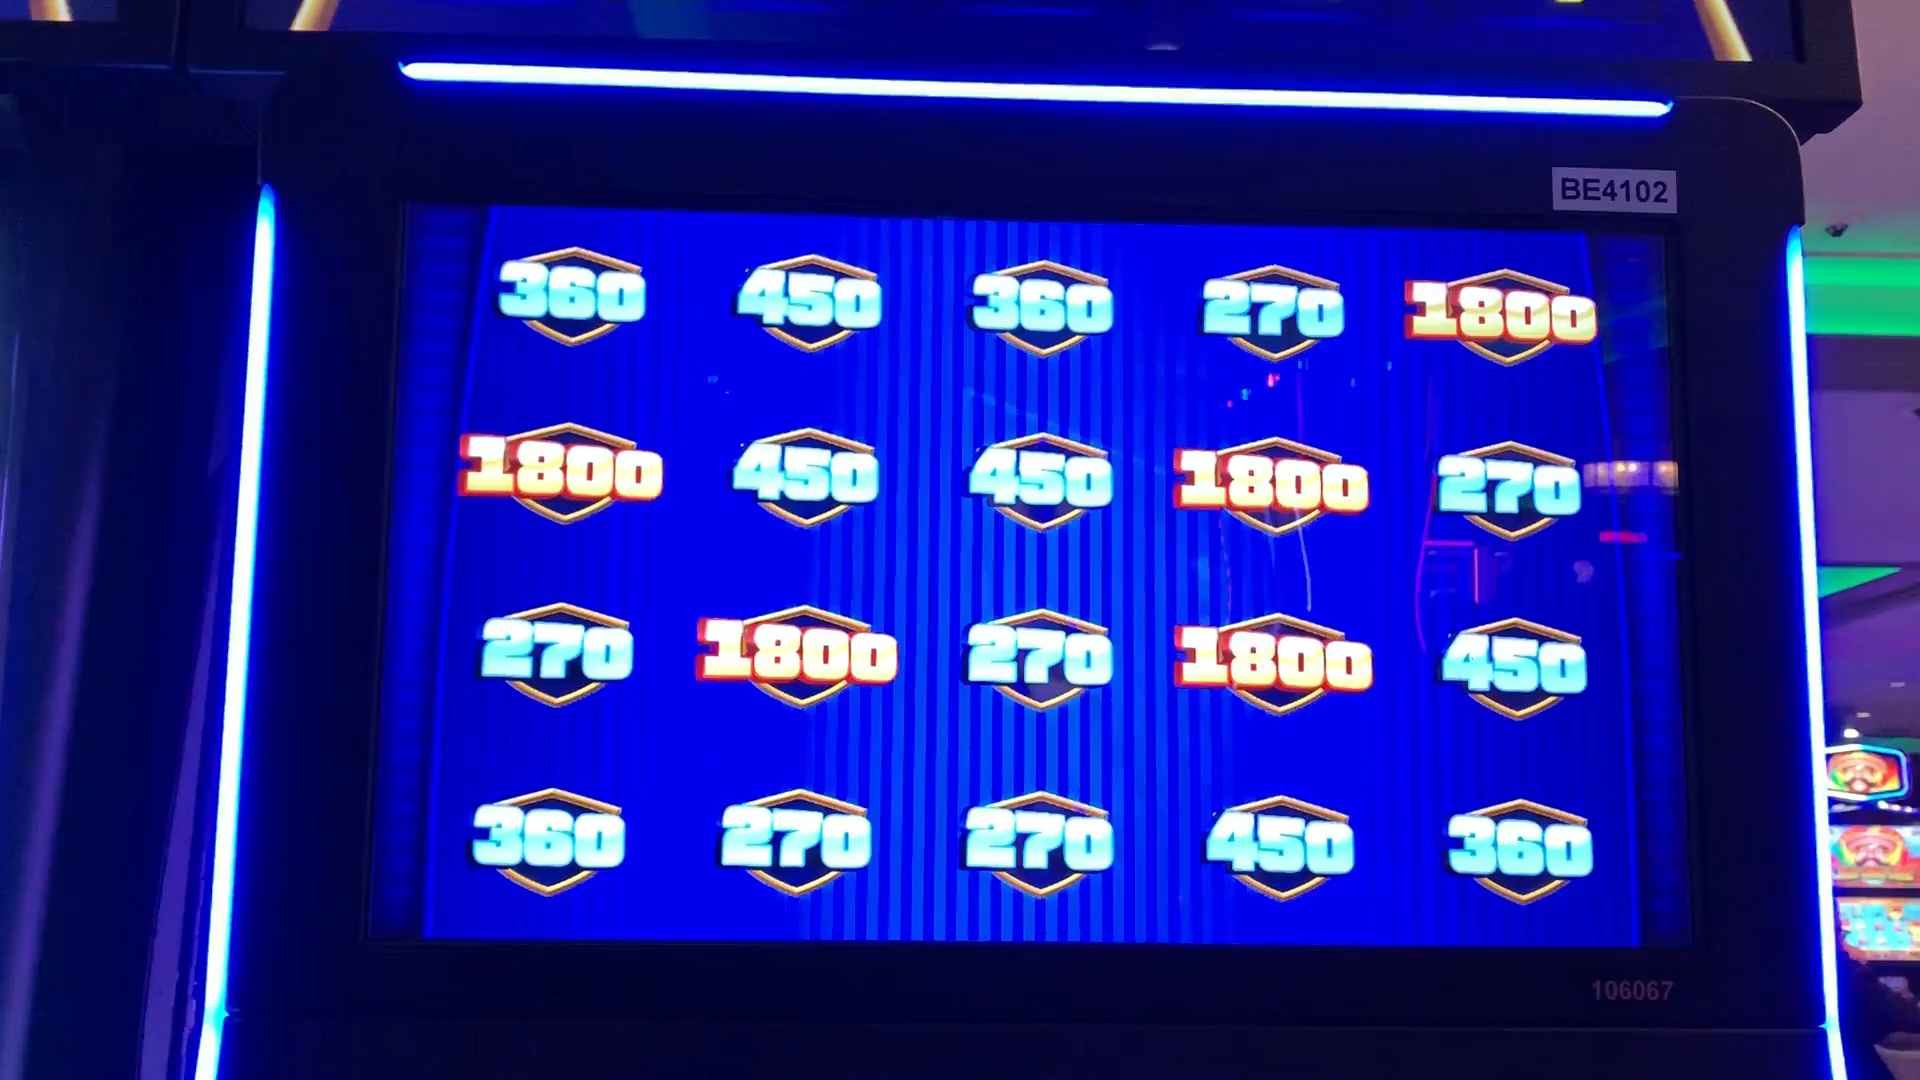 BE4102
360 450 360 270 1800
1800 450 450 1800 270
270 1800 270 1800 450
360 270 270 450 360
106067